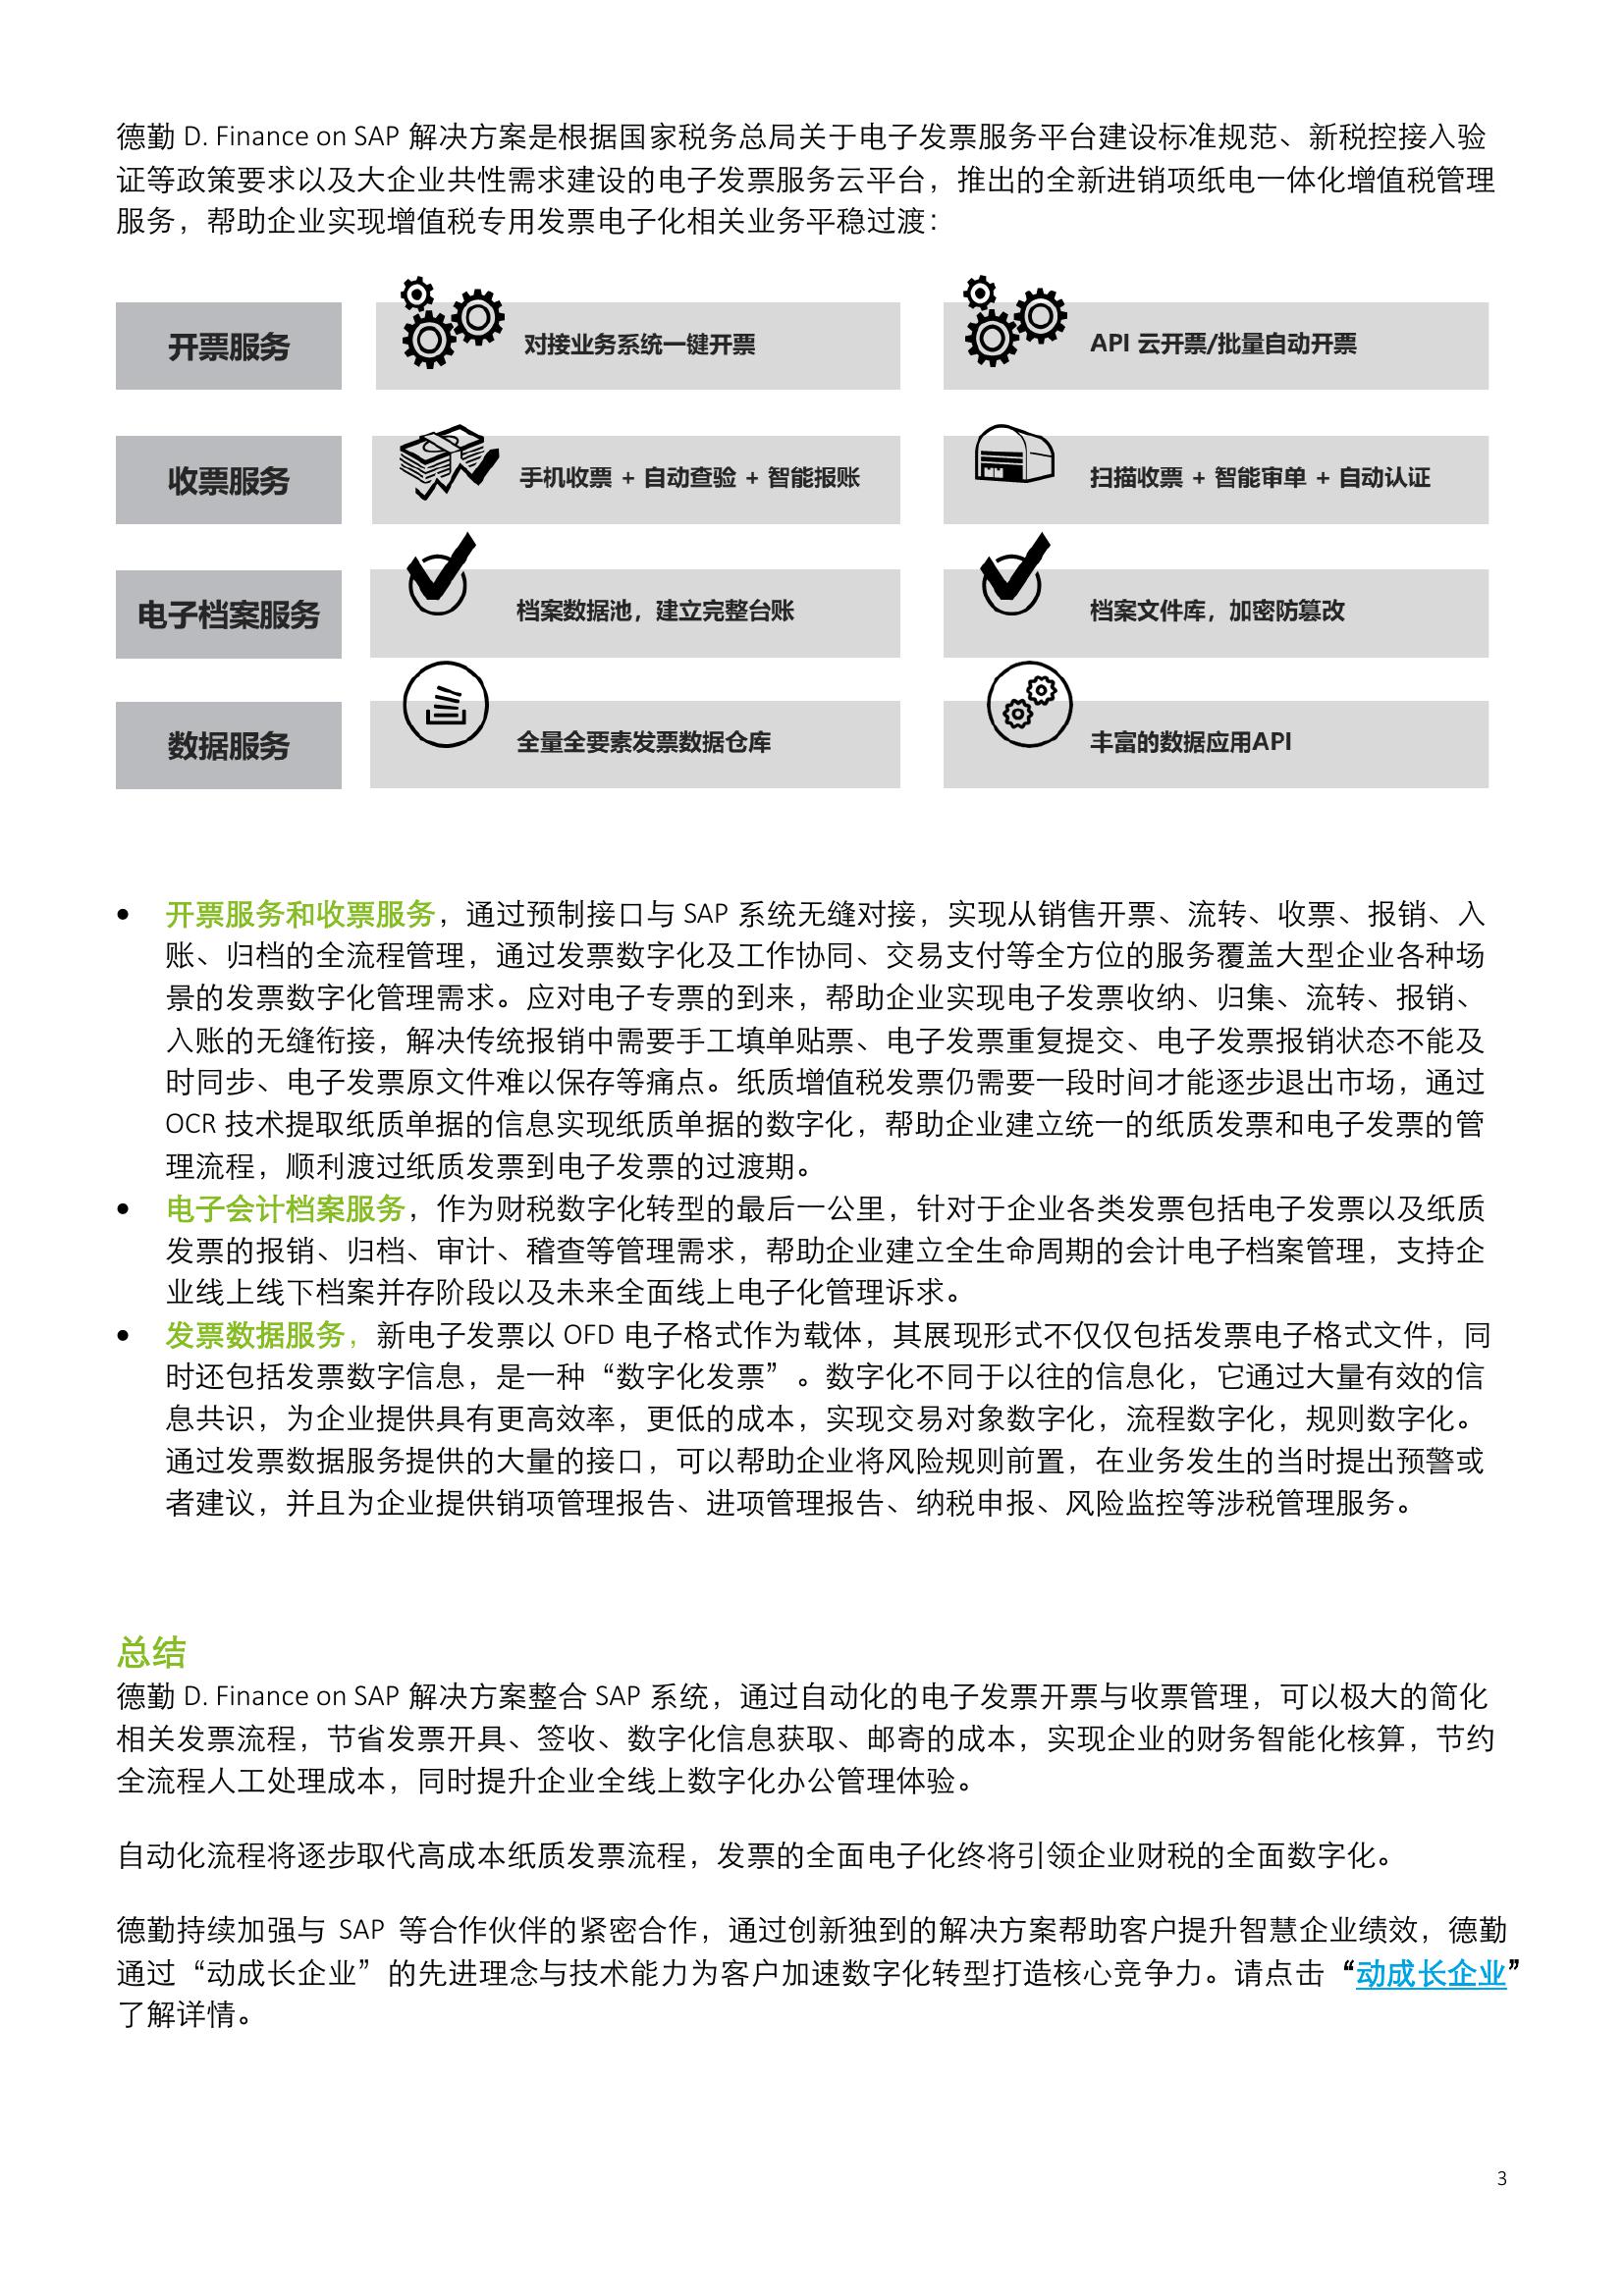 德勤 D. Finance on SAP 解决方案是根据国家税务总局关于电子发票服务平台建设标准规范、新税控接入验
证等政策要求以及大企业共性需求建设的电子发票服务云平台，推出的全新进销项纸电一体化增值税管理
服务，帮助企业实现增值税专用发票电子化相关业务平稳过渡：
开票服务
对接业务系统一键开票
API 云开票/批量自动开票
收票服务
手机收票 + 自动查验 + 智能报账
扫描收票 + 智能审单 + 自动认证
电子档案服务
档案数据池，建立完整台账
档案文件库，加密防篡改
数据服务
全量全要素发票数据仓库
丰富的数据应用API
• 开票服务和收票服务，通过预制接口与 SAP 系统无缝对接，实现从销售开票、流转、收票、报销、入
账、归档的全流程管理，通过发票数字化及工作协同、交易支付等全方位的服务覆盖大型企业各种场
景的发票数字化管理需求。应对电子专票的到来，帮助企业实现电子发票收纳、归集、流转、报销、
入账的无缝衔接，解决传统报销中需要手工填单贴票、电子发票重复提交、电子发票报销状态不能及
时同步、电子发票原文件难以保存等痛点。纸质增值税发票仍需要一段时间才能逐步退出市场，通过
OCR 技术提取纸质单据的信息实现纸质单据的数字化，帮助企业建立统一的纸质发票和电子发票的管
理流程，顺利渡过纸质发票到电子发票的过渡期。
• 电子会计档案服务，作为财税数字化转型的最后一公里，针对于企业各类发票包括电子发票以及纸质
发票的报销、归档、审计、稽查等管理需求，帮助企业建立全生命周期的会计电子档案管理，支持企
业线上线下档案并存阶段以及未来全面线上电子化管理诉求。
• 发票数据服务，新电子发票以 OFD 电子格式作为载体，其展现形式不仅仅包括发票电子格式文件，同
时还包括发票数字信息，是一种“数字化发票”。数字化不同于以往的信息化，它通过大量有效的信
息共识，为企业提供具有更高效率，更低的成本，实现交易对象数字化，流程数字化，规则数字化。
通过发票数据服务提供的大量的接口，可以帮助企业将风险规则前置，在业务发生的当时提出预警或
者建议，并且为企业提供销项管理报告、进项管理报告、纳税申报、风险监控等涉税管理服务。
总结
德勤 D. Finance on SAP 解决方案整合 SAP 系统，通过自动化的电子发票开票与收票管理，可以极大的简化
相关发票流程，节省发票开具、签收、数字化信息获取、邮寄的成本，实现企业的财务智能化核算，节约
全流程人工处理成本，同时提升企业全线上数字化办公管理体验。
自动化流程将逐步取代高成本纸质发票流程，发票的全面电子化终将引领企业财税的全面数字化。
德勤持续加强与 SAP 等合作伙伴的紧密合作，通过创新独到的解决方案帮助客户提升智慧企业绩效，德勤
通过“动成长企业”的先进理念与技术能力为客户加速数字化转型打造核心竞争力。请点击“动成长企业”
了解详情。
3